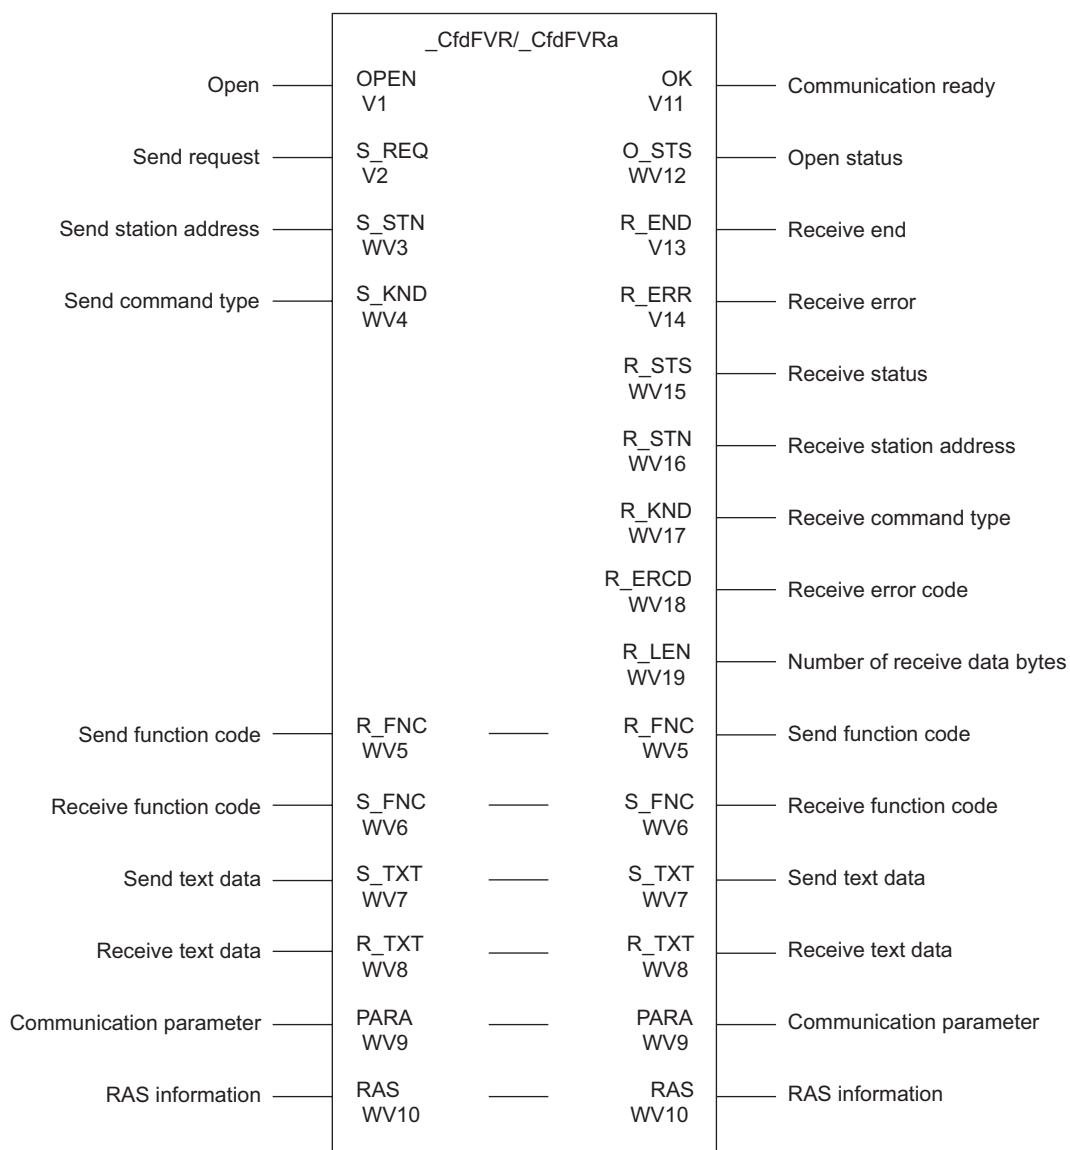 _CfdFVR/_CfdFVRa
Open OPEN OK Communication ready
V1 V11
Send request S_REQ O_STS Open status
V2 WV12
Send station address S_STN R_END Receive end
WV3 V13
Send command type S_KND R_ERR Receive error
WV4 V14
R_STS Receive status
WV15
R_STN Receive station address
WV16
R_KND Receive command type
WV17
R_ERCD Receive error code
WV18
R_LEN Number of receive data bytes
WV19
Send function code R_FNC R_FNC Send function code
WV5 WV5
Receive function code S_FNC S_FNC Receive function code
WV6 WV6
Send text data S_TXT S_TXT Send text data
WV7 WV7
Receive text data R_TXT R_TXT Receive text data
WV8 WV8
Communication parameter PARA PARA Communication parameter
WV9 WV9
RAS information RAS RAS RAS information
WV10 WV10